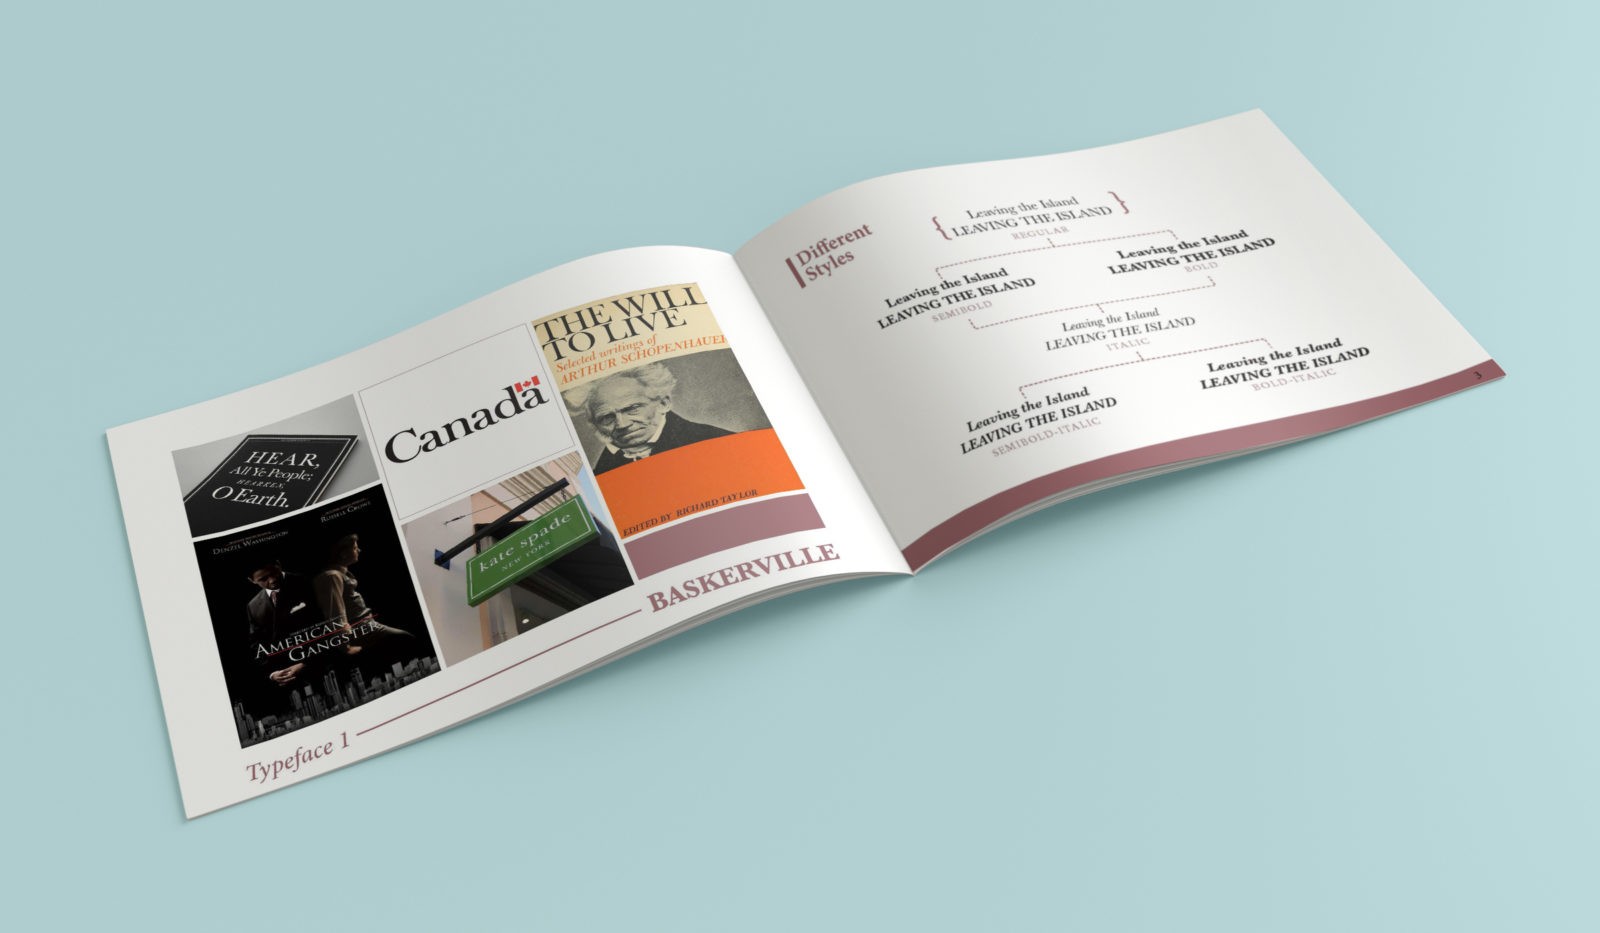 HEAR,
All Ye People;
HEARKEN,
O Earth.
DENZEL WASHINGTON
RUSSELL CROWE
AMERICAN
GANGSTER
Canada
kate spade
NEW YORK
THE WILL
TO LIVE
Selected writings of
ARTHUR SCHOPENHAUER
EDITED BY RICHARD TAYLOR
Typeface 1
BASKERVILLE
Different
Styles
Leaving the Island
LEAVING THE ISLAND
REGULAR
Leaving the Island
LEAVING THE ISLAND
SEMIBOLD
Leaving the Island
LEAVING THE ISLAND
BOLD
Leaving the Island
LEAVING THE ISLAND
ITALIC
Leaving the Island
LEAVING THE ISLAND
SEMIBOLD-ITALIC
Leaving the Island
LEAVING THE ISLAND
BOLD-ITALIC
3